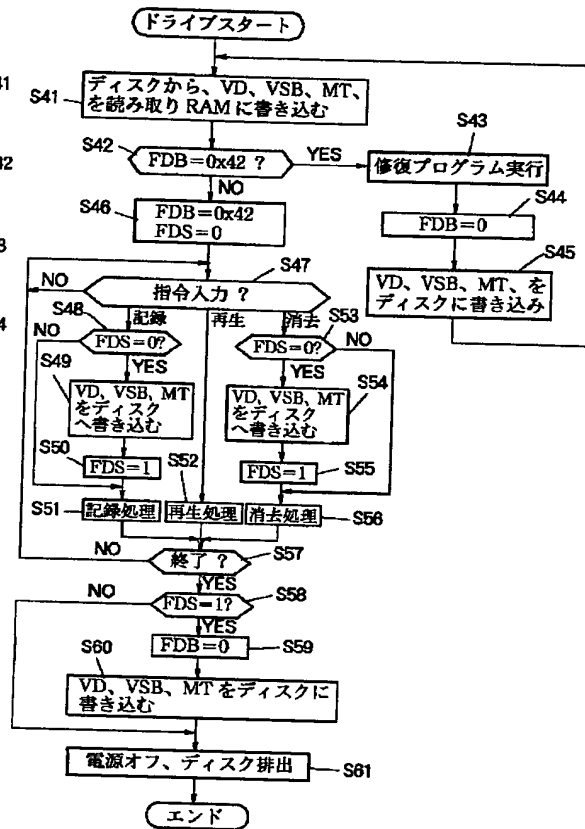 ドライブスタート
41
S41
ディスクから、VD、VSB、MT、
を読み取りRAMに書き込む
S42
FDB=0x42 ?
YES
NO
S43
修復プログラム実行
S44
FDB=0
S45
VD、VSB、MT、を
ディスクに書き込み
S46
FDB=0x42
FDS=0
S47
NO
指令入力 ?
記録
再生
消去
S48
NO
FDS=0?
YES
S53
FDS=0?
NO
YES
S49
VD、VSB、MT
をディスク
へ書き込む
S54
VD、VSB、MT
をディスク
へ書き込む
S50
FDS=1
S55
FDS=1
S51
記録処理
S52
再生処理
S56
消去処理
S57
NO
終了 ?
YES
S58
NO
FDS=1?
YES
S59
FDB=0
S60
VD、VSB、MTをディスクに
書き込む
電源オフ、ディスク排出
S61
エンド